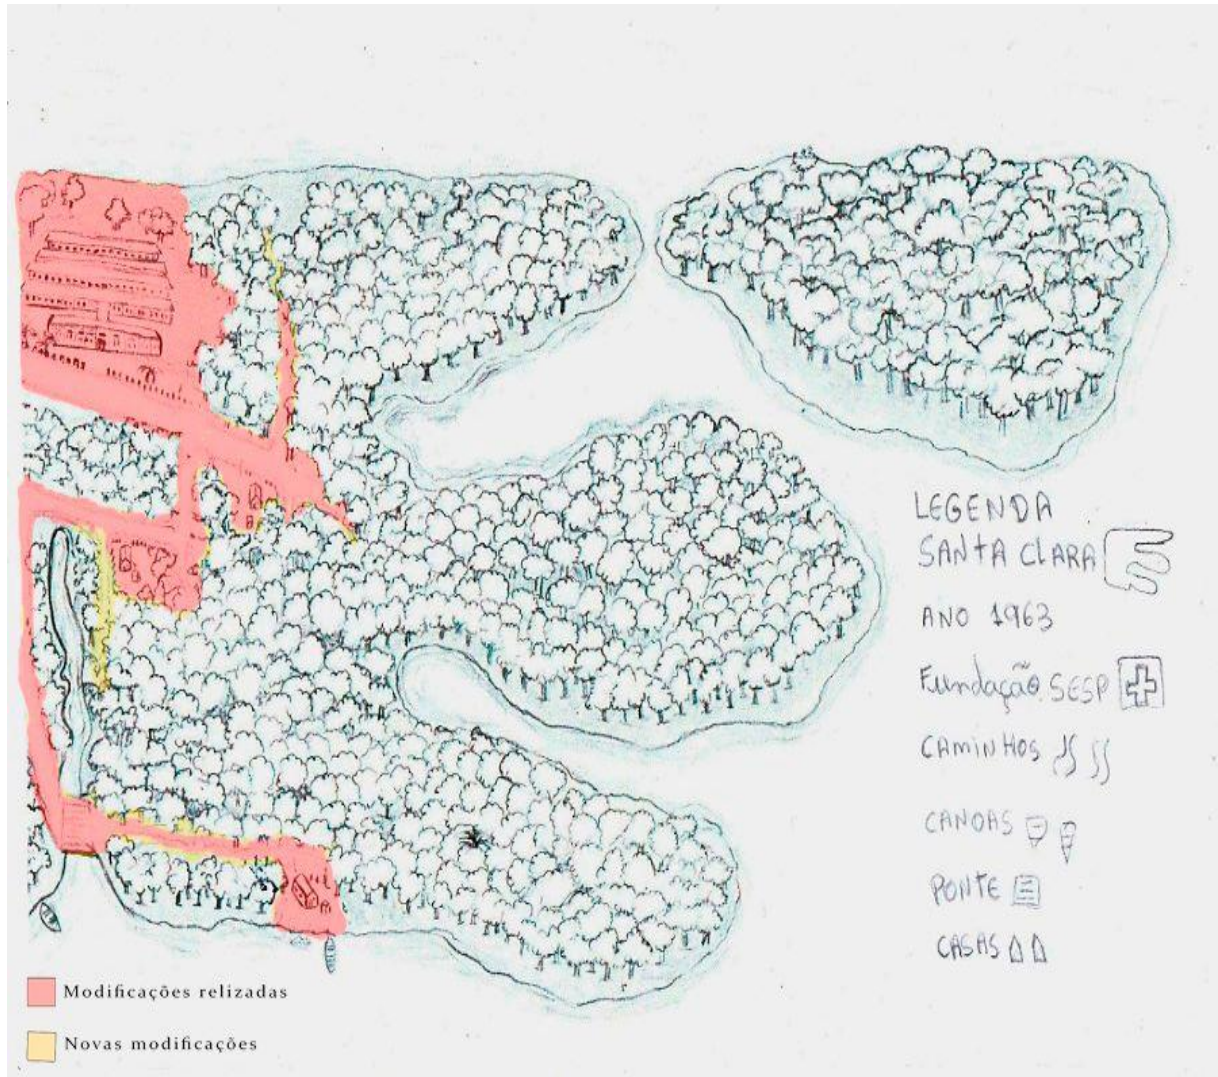 LEGENDA
SANTA CLARA
ANO 1963
Fundação SESP
CAMINHOS
CANOAS
PONTE
CASAS
Modificações relizadas
Novas modificações